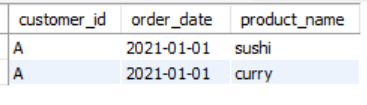 customer_id order_date product_name
A 2021-01-01 sushi
A 2021-01-01 curry